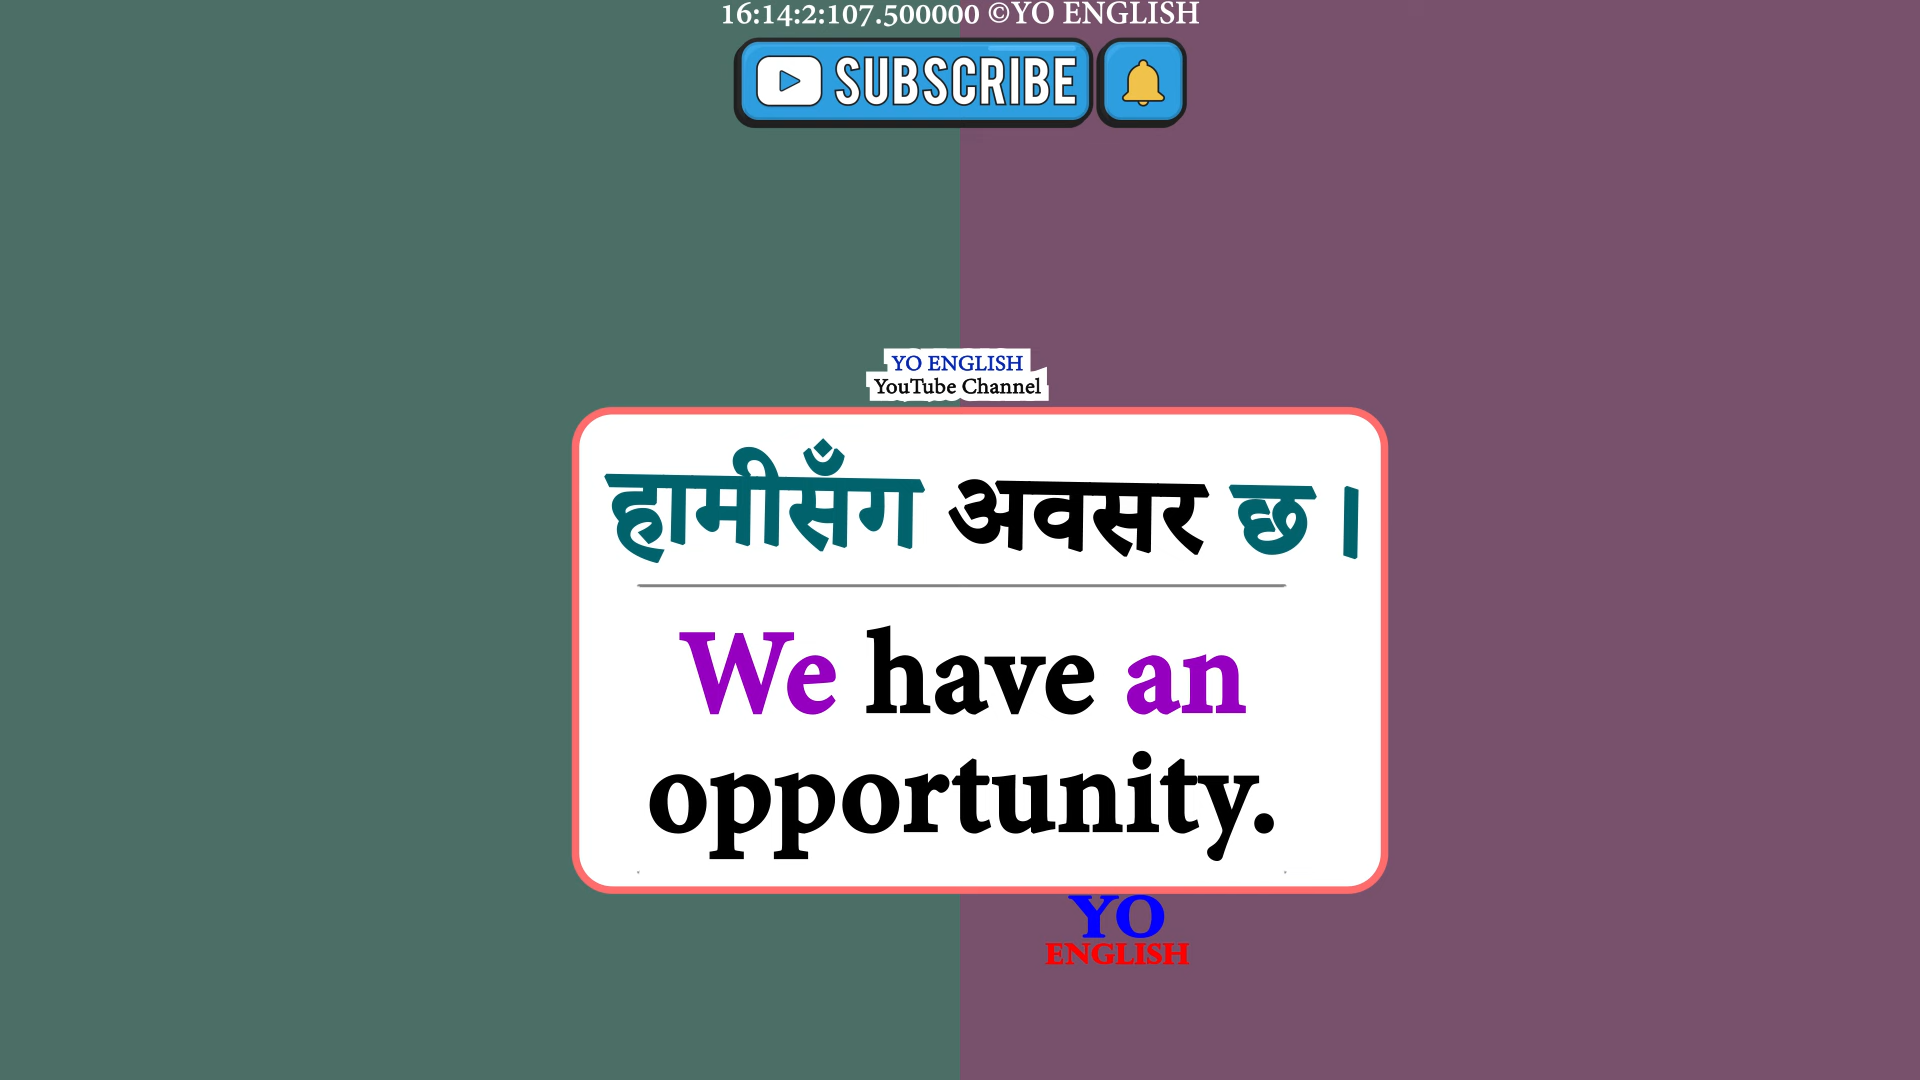 16:14:2:107.500000 ©YO ENGLISH
SUBSCRIBE
YO ENGLISH
YouTube Channel
हामीसँग अवसर छ।
We have an
opportunity.
YO
ENGLISH